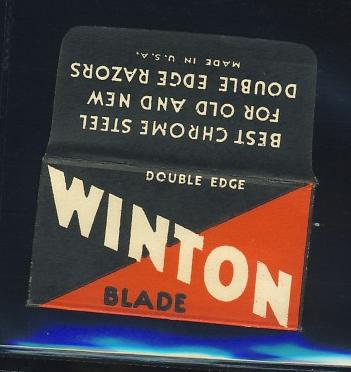 BEST CHROME STEEL
FOR OLD AND NEW
DOUBLE EDGE RAZORS
MADE IN U.S.A.
DOUBLE EDGE
WINTON
BLADE